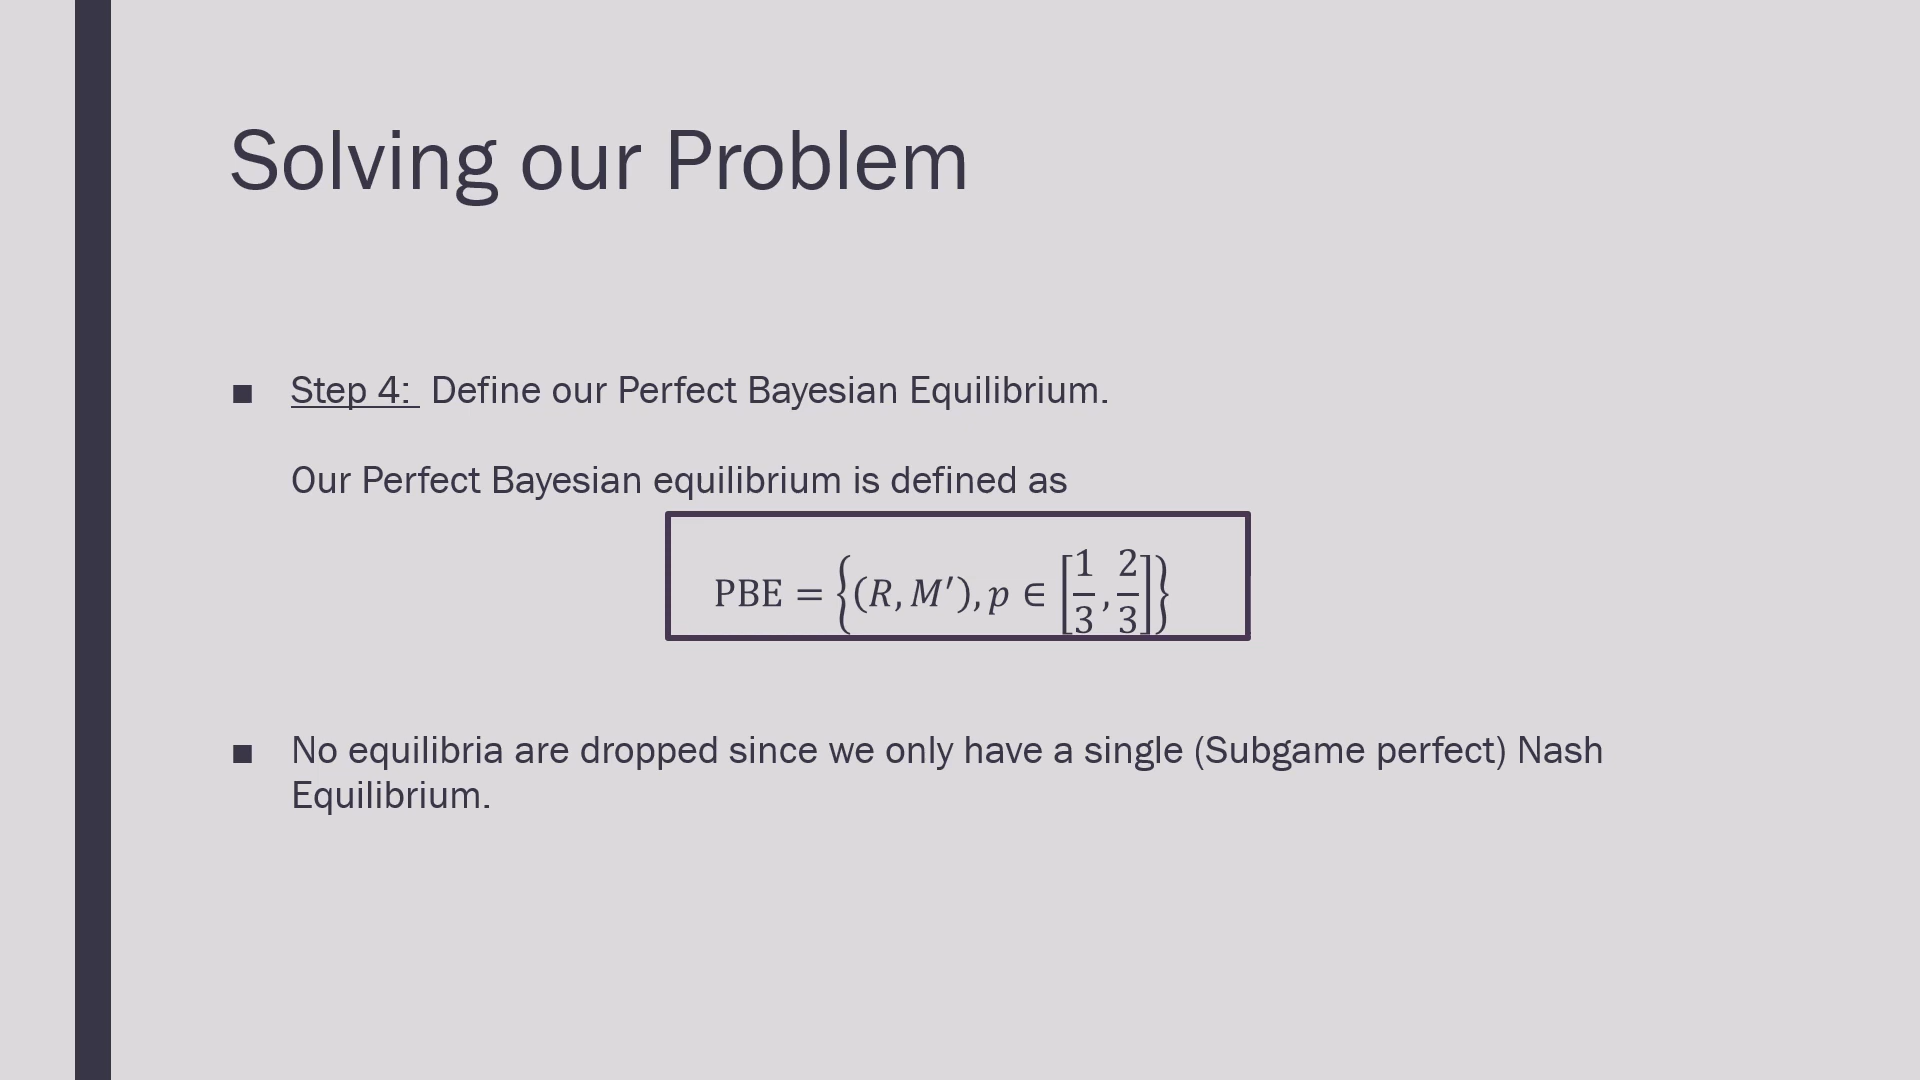 Solving our Problem
■ Step 4: Define our Perfect Bayesian Equilibrium.
Our Perfect Bayesian equilibrium is defined as
PBE = {(R, M′), p ∈ [1/3, 2/3]}
■ No equilibria are dropped since we only have a single (Subgame perfect) Nash
Equilibrium.